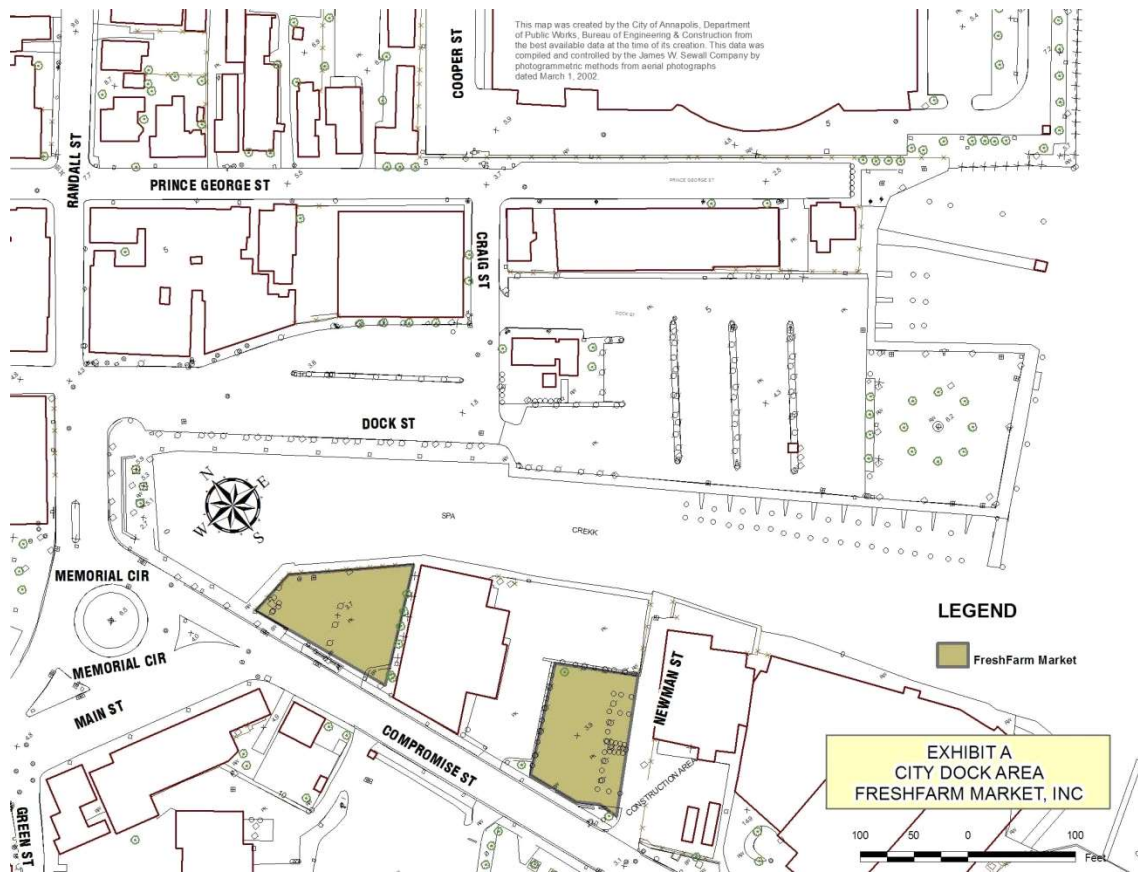 This map was created by the City of Annapolis, Department
of Public Works, Bureau of Engineering & Construction from
the best available data at the time of its creation. This data was
compiled and controlled by the James W. Sewall Company by
photogrammetric methods from aerial photographs
dated March 1, 2002.
COOPER ST
RANDALL ST
PRINCE GEORGE ST
PRINCE GEORGE ST
CRAIG ST
DOCK ST
DOCK ST
N
E
W
S
SPA
CREKK
MEMORIAL CIR
MEMORIAL CIR
MAIN ST
GREEN ST
COMPROMISE ST
NEWMAN ST
CONSTRUCTION AREA
LEGEND
FreshFarm Market
EXHIBIT A
CITY DOCK AREA
FRESHFARM MARKET, INC
100 50 0 100
Feet